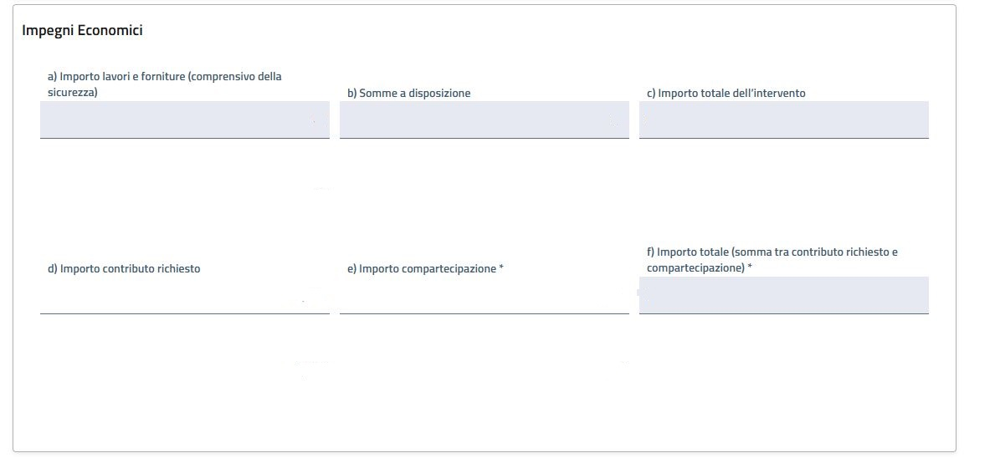 Impegni Economici
a) Importo lavori e forniture (comprensivo della
sicurezza)
b) Somme a disposizione
c) Importo totale dell'intervento
d) Importo contributo richiesto
e) Importo compartecipazione *
f) Importo totale (somma tra contributo richiesto e
compartecipazione) *